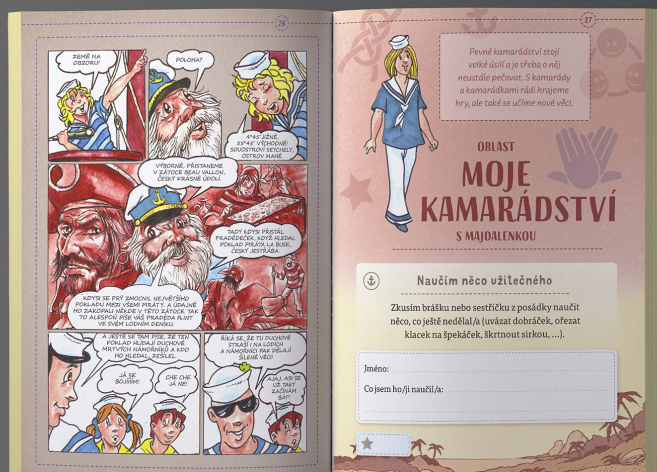 26
ZEMĚ NA
OBZORU!
POLOHA?
4°45' JIŽNĚ,
55°45' VÝCHODNĚ!
SOUOSTROVÍ SEYCHELY,
OSTROV MAHÉ.
VÝBORNĚ, PŘISTANEME
V ZÁTOCE BEAU VALLON,
ČESKY KRÁSNÉ ÚDOLÍ.
TADY KDYSI PŘISTÁL
PRADĚDEČEK, KDYŽ HLEDAL
POKLAD PIRÁTA LA BUSE,
ČESKY JESTŘÁBA.
KDYSI SE PRÝ ZMOCNIL NEJVĚTŠÍHO
POKLADU MEZI VŠEMI PIRÁTY. A ÚDAJNĚ
HO ZAKOPALI NĚKDE V TÉTO ZÁTOCE. TAK
TO ALESPOŇ PÍŠE VÁŠ PRADĚDA FLINT
VE SVÉM LODNÍM DENÍKU.
A JEŠTĚ SE TAM PÍŠE, ŽE TEN
POKLAD HLÍDAJÍ DUCHOVÉ
MRTVÝCH NÁMOŘNÍKŮ A KDO
HO HLEDAL, ZEŠÍLEL.
JÁ SE
BOJÍÍÍM!
CHE CHE
JÁ NE!
ŘÍKÁ SE, ŽE TU DUCHOVÉ
STRAŠÍ NA LODÍCH
A NÁMOŘNÍCI PAK DĚLAJÍ
ŠÍLENÉ VĚCI!
AJAJ, ASI SE
UŽ TAKY
ZAČÍNÁM
BÁT!
27
Pevné kamarádství stojí
velké úsilí a je třeba o něj
neustále pečovat. S kamarády
a kamarádkami rádi hrajeme
hry, ale také se učíme nové věci.
OBLAST
MOJE
KAMARÁDSTVÍ
S MAJDALENKOU
Naučím něco užitečného
Zkusím brášku nebo sestřičku z posádky naučit
něco, co ještě nedělal/a (uvázat dobráček, ořezat
klacek na špekáček, škrtnout sirkou, ...).
Jméno:
Co jsem ho/ji naučil/a: